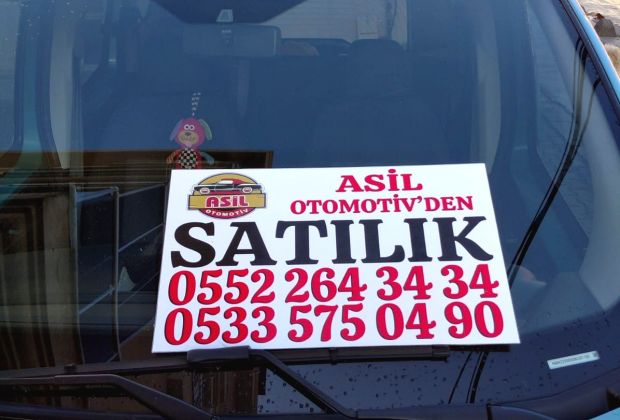 ASİL
OTOMOTİV
ASİL
OTOMOTİV'DEN
SATILIK
0552 264 34 34
0533 575 04 90